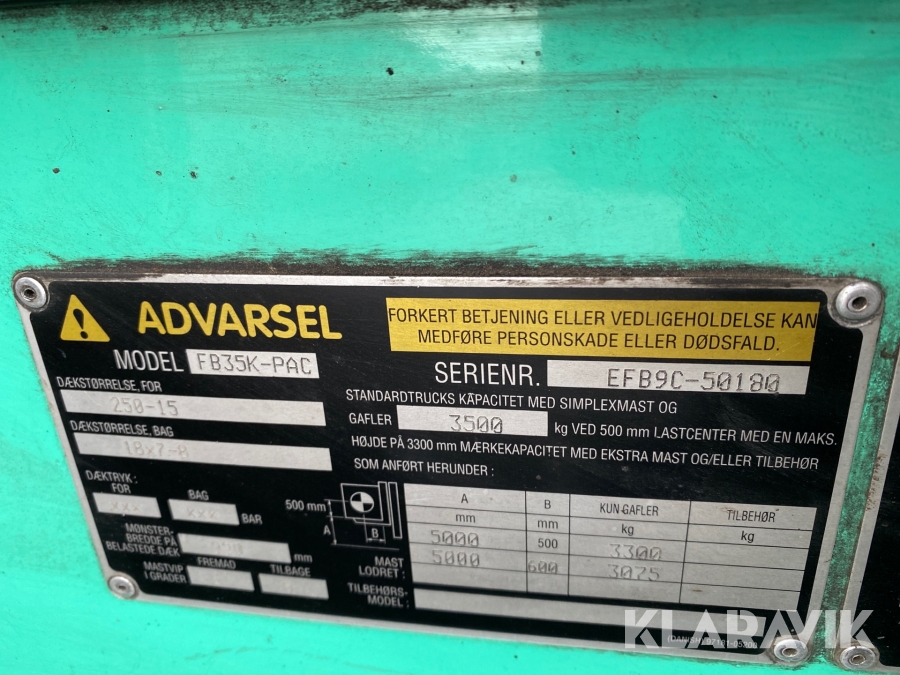 ADVARSEL
FORKERT BETJENING ELLER VEDLIGEHOLDELSE KAN
MEDFØRE PERSONSKADE ELLER DØDSFALD.
MODEL FB35K-PAC
SERIENR. EFB9C-50180
DÆKSTØRRELSE, FOR
250-15
DÆKSTØRRELSE, BAG
18x7-8
STANDARDTRUCKS KAPACITET MED SIMPLEXMAST OG
GAFLER 3500 kg VED 500 mm LASTCENTER MED EN MAKS.
HØJDE PÅ 3300 mm MÆRKEKAPACITET MED EKSTRA MAST OG/ELLER TILBEHØR
SOM ANFØRT HERUNDER :
DÆKTRYK:
FOR BAG
xxx xxx BAR
MØNSTER-
BREDDE PÅ
BELASTEDE DÆK mm
MASTVIP
I GRADER FREMAD TILBAGE
500 mm
A
B
MAST
LODRET :
TILBEHØRS-
MODEL :
A B KUN GAFLER TILBEHØR
mm mm kg kg
5000 500 3300
5000 600 3075
KLARAVIK